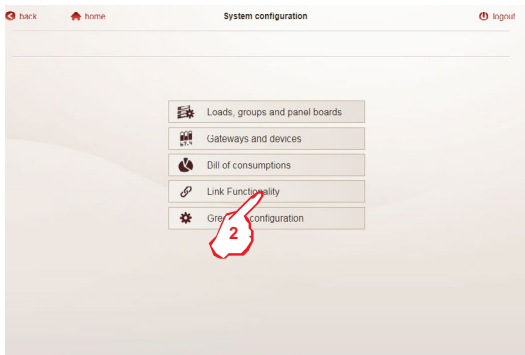 back home System configuration logout
Loads, groups and panel boards
Gateways and devices
Bill of consumptions
Link Functionality
configuration
2